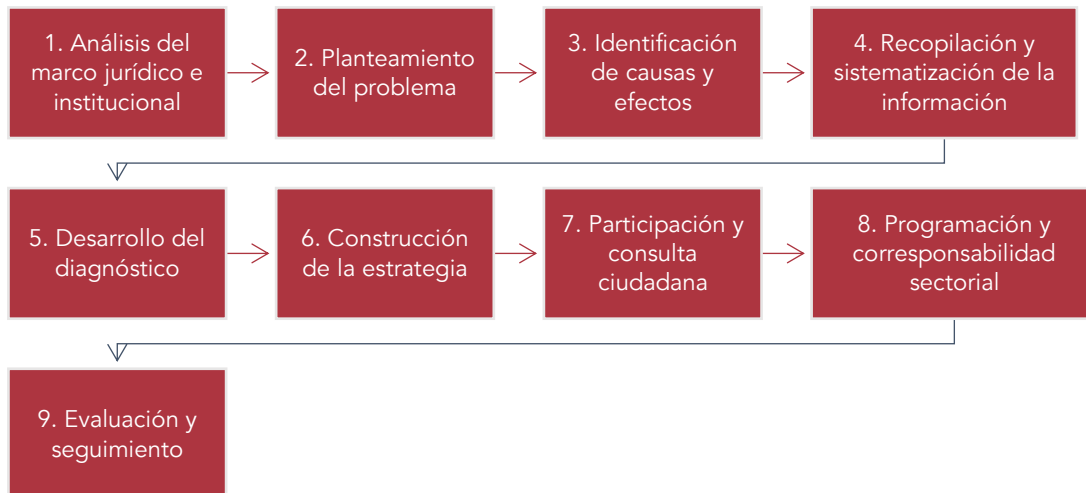 1. Análisis del
marco jurídico e
institucional
2. Planteamiento
del problema
3. Identificación
de causas y
efectos
4. Recopilación y
sistematización de la
información
5. Desarrollo del
diagnóstico
6. Construcción
de la estrategia
7. Participación y
consulta
ciudadana
8. Programación y
corresponsabilidad
sectorial
9. Evaluación y
seguimiento